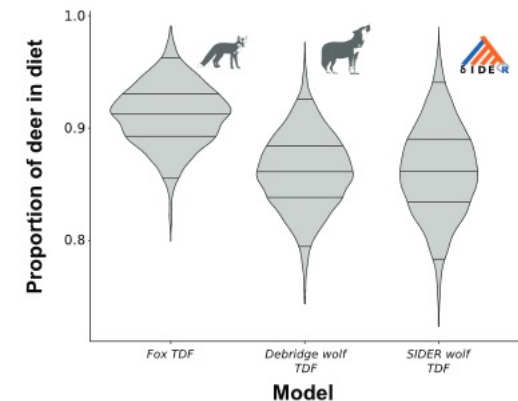 1.0
0.9
0.8
Proportion of deer in diet
δIDER
Fox TDF
Debridge wolf
TDF
SIDER wolf
TDF
Model